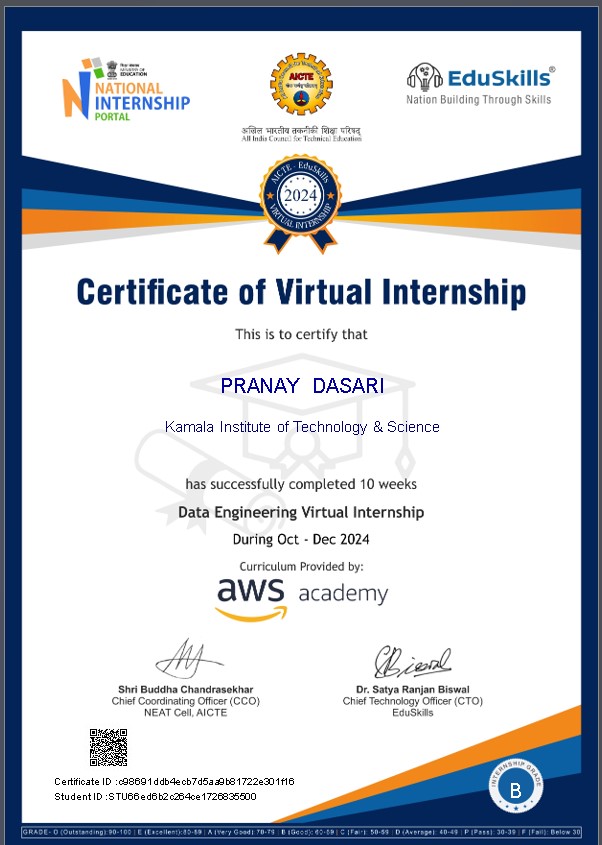 भारत सरकार
MINISTRY OF
EDUCATION
NATIONAL
INTERNSHIP
PORTAL
AICTE
अखिल भारतीय तकनीकी शिक्षा परिषद्
All India Council for Technical Education
EduSkills®
Nation Building Through Skills
AICTE - EduSkills
2024
VIRTUAL INTERNSHIP
Certificate of Virtual Internship
This is to certify that
PRANAY DASARI
Kamala Institute of Technology & Science
has successfully completed 10 weeks
Data Engineering Virtual Internship
During Oct - Dec 2024
Curriculum Provided by:
aws academy
Shri Buddha Chandrasekhar
Chief Coordinating Officer (CCO)
NEAT Cell, AICTE
Dr. Satya Ranjan Biswal
Chief Technology Officer (CTO)
EduSkills
Certificate ID :c98691ddb4ecb7d5aa9b81722e301f16
Student ID :STU66ed6b2c264ce1726835500
INTERNSHIP GRADE
B
GRADE- O (Outstanding): 90-100 | E (Excellent): 80-89 | A (Very Good): 70-79 | B (Good): 60-69 | C (Fair): 50-59 | D (Average): 40-49 | P (Pass): 30-39 | F (Fail): Below 30